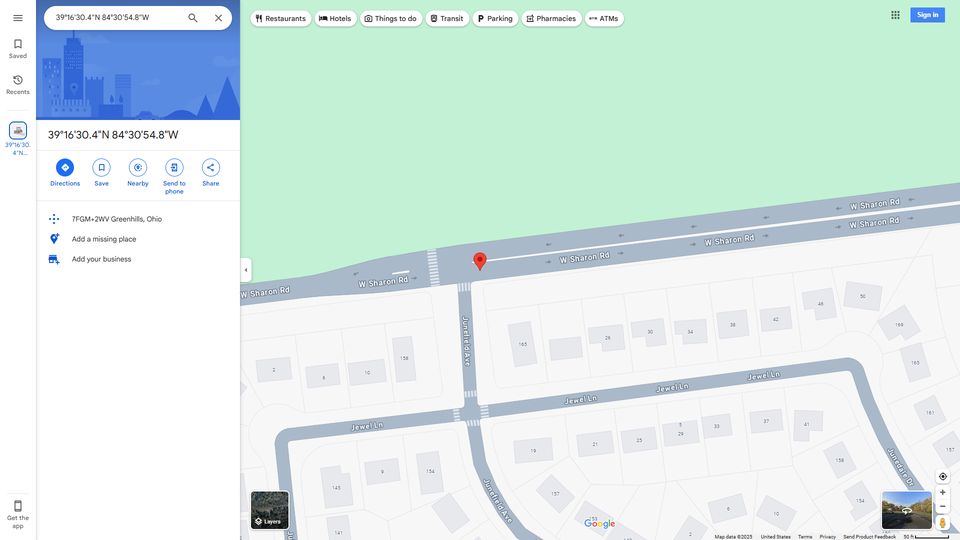 39°16'30.4"N 84°30'54.8"W
Restaurants
Hotels
Things to do
Transit
Parking
Pharmacies
ATMs
Sign in
Saved
Recents
39°16'30.
4"N...
39°16'30.4"N 84°30'54.8"W
Directions
Save
Nearby
Send to
phone
Share
7FGM+2WV Greenhills, Ohio
Add a missing place
Add your business
Get the
app
W Sharon Rd
W Sharon Rd
W Sharon Rd
W Sharon Rd
W Sharon Rd
W Sharon Rd
Junefield Ave
Jewel Ln
Jewel Ln
Jewel Ln
Jewel Ln
Junefield Ave
Junedale Dr
2
6
10
158
165
26
30
34
38
42
46
50
169
165
161
157
145
141
9
154
19
21
25
5
29
33
37
41
157
151
6
10
158
154
Layers
Google
Map data ©2025
United States
Terms
Privacy
Send Product Feedback
50 ft